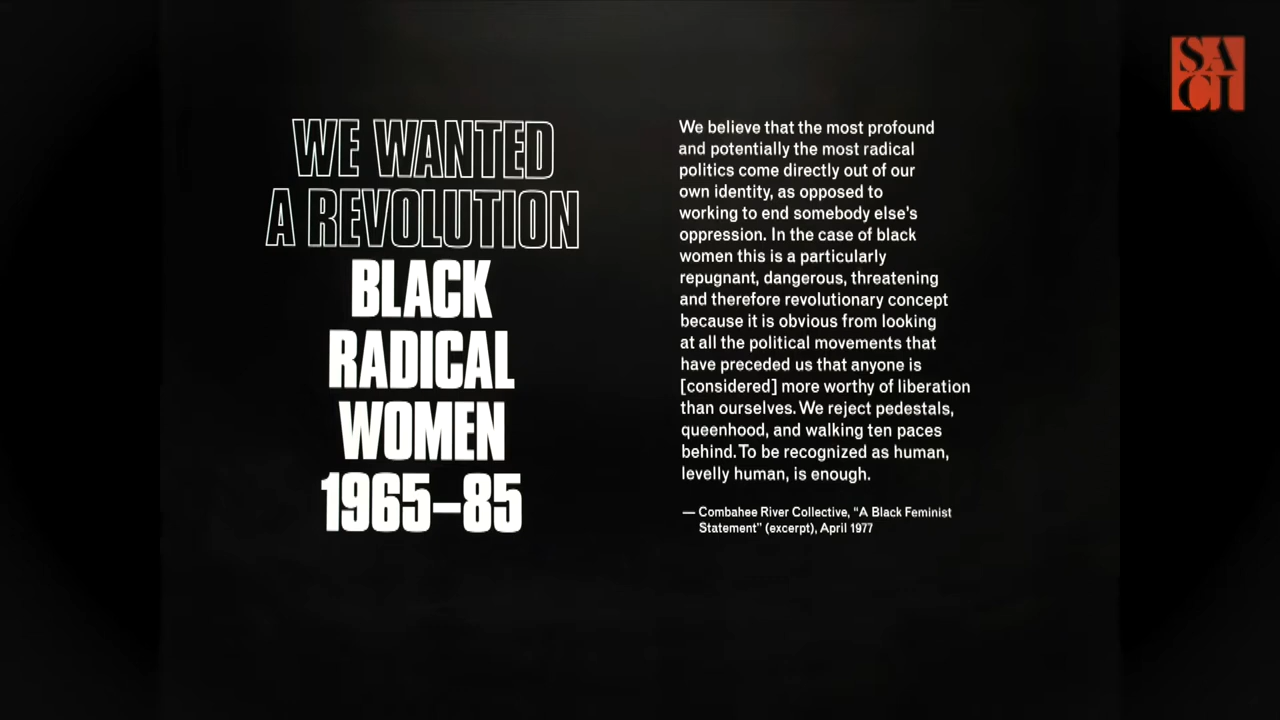 WE WANTED
A REVOLUTION
BLACK
RADICAL
WOMEN
1965–85
We believe that the most profound
and potentially the most radical
politics come directly out of our
own identity, as opposed to
working to end somebody else's
oppression. In the case of black
women this is a particularly
repugnant, dangerous, threatening
and therefore revolutionary concept
because it is obvious from looking
at all the political movements that
have preceded us that anyone is
[considered] more worthy of liberation
than ourselves. We reject pedestals,
queenhood, and walking ten paces
behind. To be recognized as human,
levelly human, is enough.
— Combahee River Collective, “A Black Feminist
Statement” (excerpt), April 1977
SA
CI